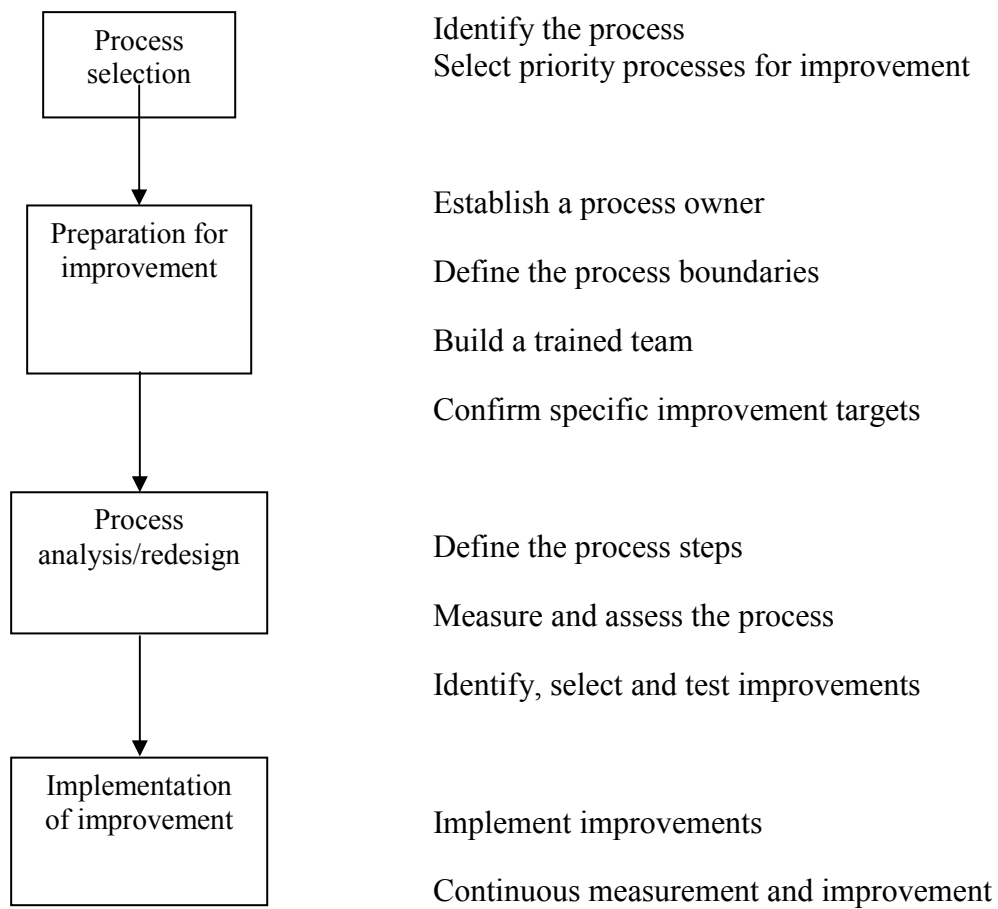 Process
selection
Identify the process
Select priority processes for improvement
Preparation for
improvement
Establish a process owner
Define the process boundaries
Build a trained team
Confirm specific improvement targets
Process
analysis/redesign
Define the process steps
Measure and assess the process
Identify, select and test improvements
Implementation
of improvement
Implement improvements
Continuous measurement and improvement